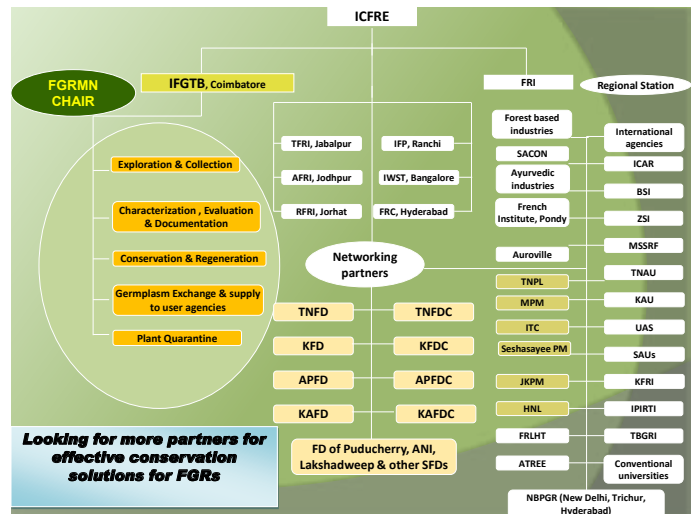 ICFRE
FGRMN
CHAIR
IFGTB, Coimbatore
FRI
Regional Station
Exploration & Collection
Characterization , Evaluation
& Documentation
Conservation & Regeneration
Germplasm Exchange & supply
to user agencies
Plant Quarantine
TFRI, Jabalpur
IFP, Ranchi
AFRI, Jodhpur
IWST, Bangalore
RFRI, Jorhat
FRC, Hyderabad
Networking
partners
TNFD
TNFDC
KFD
KFDC
APFD
APFDC
KAFD
KAFDC
FD of Puducherry, ANI,
Lakshadweep & other SFDs
Forest based
industries
SACON
Ayurvedic
industries
French
Institute, Pondy
Auroville
TNPL
MPM
ITC
Seshasayee PM
JKPM
HNL
FRLHT
ATREE
International
agencies
ICAR
BSI
ZSI
MSSRF
TNAU
KAU
UAS
SAUs
KFRI
IPIRTI
TBGRI
Conventional
universities
NBPGR (New Delhi, Trichur,
Hyderabad)
Looking for more partners for
effective conservation
solutions for FGRs